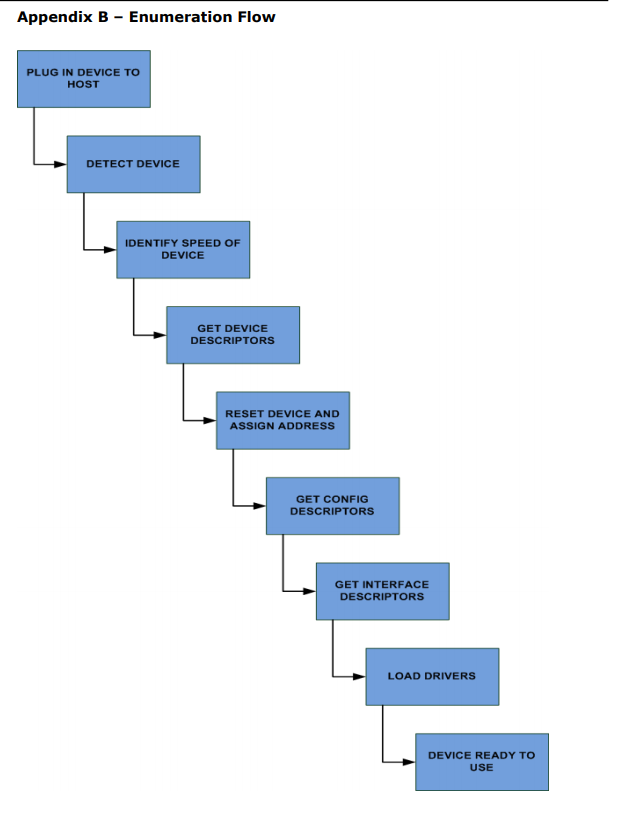 Appendix B – Enumeration Flow
PLUG IN DEVICE TO
HOST
DETECT DEVICE
IDENTIFY SPEED OF
DEVICE
GET DEVICE
DESCRIPTORS
RESET DEVICE AND
ASSIGN ADDRESS
GET CONFIG
DESCRIPTORS
GET INTERFACE
DESCRIPTORS
LOAD DRIVERS
DEVICE READY TO
USE